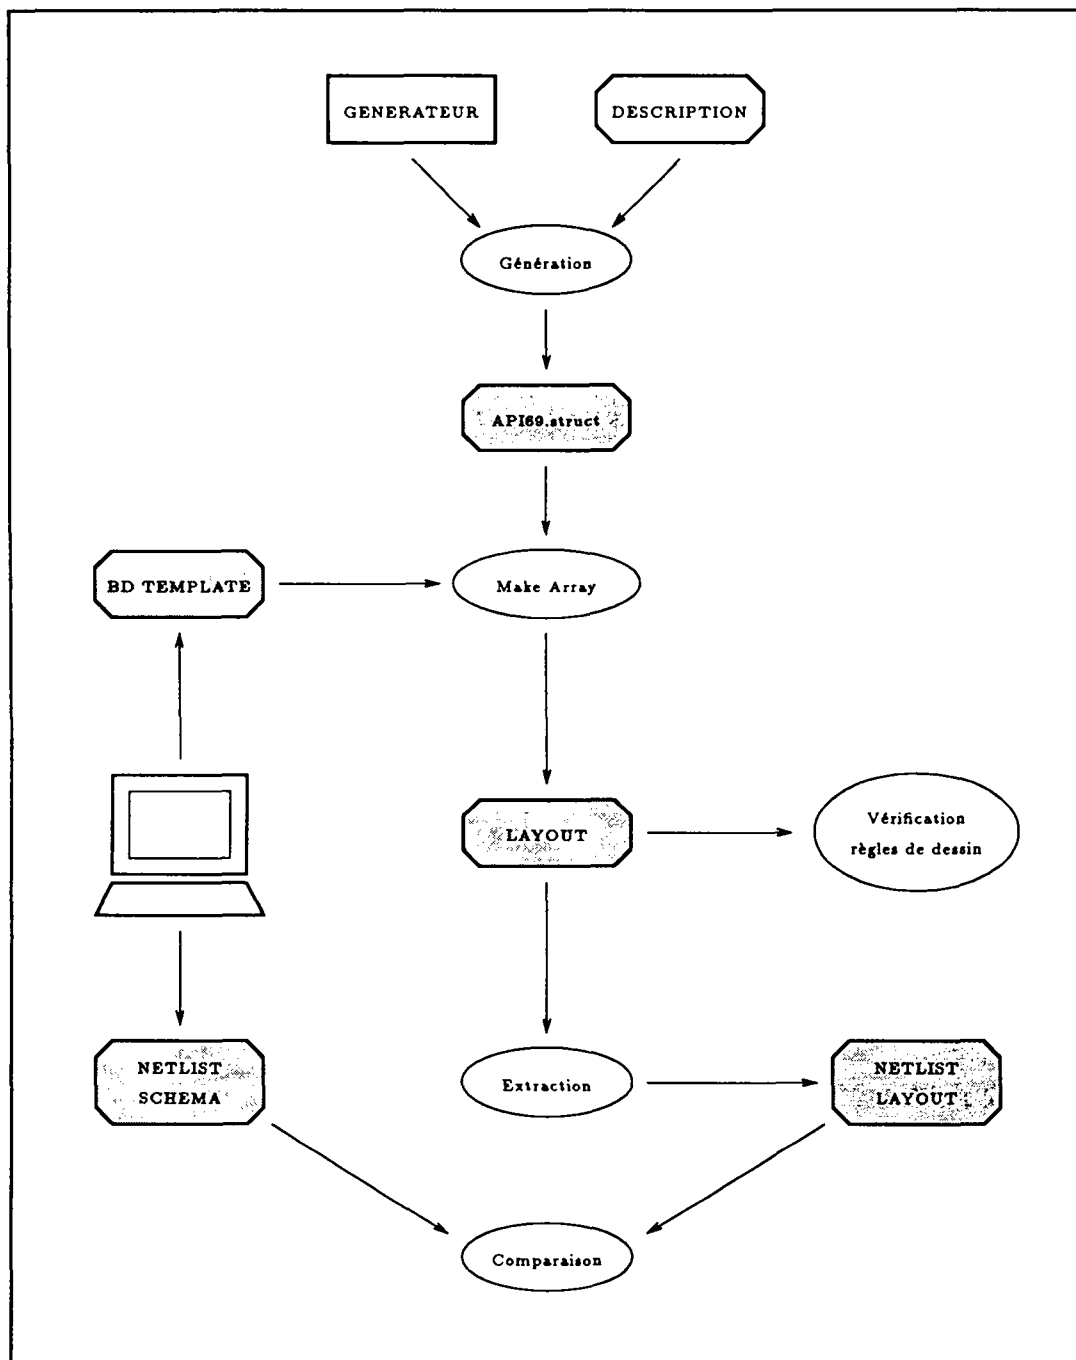 GENERATEUR
DESCRIPTION
Génération
API69.struct
BD TEMPLATE
Make Array
LAYOUT
Vérification
règles de dessin
NETLIST
SCHEMA
Extraction
NETLIST
LAYOUT
Comparaison